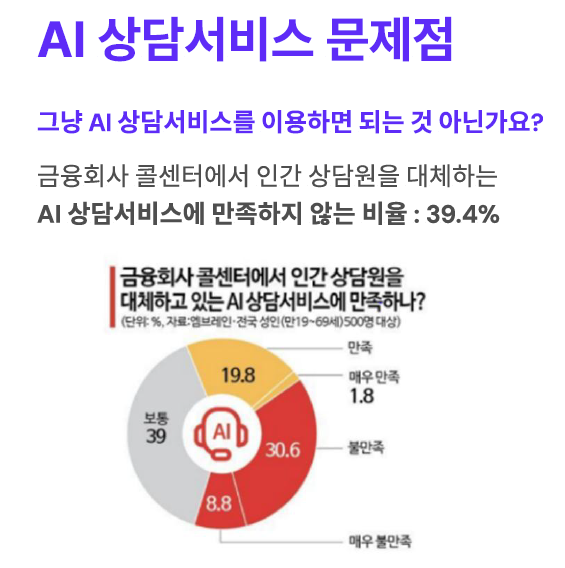 AI 상담서비스 문제점
그냥 AI 상담서비스를 이용하면 되는 것 아닌가요?
금융회사 콜센터에서 인간 상담원을 대체하는
AI 상담서비스에 만족하지 않는 비율 : 39.4%
금융회사 콜센터에서 인간 상담원을
대체하고 있는 AI 상담서비스에 만족하나?
(단위: %, 자료:엠브레인·전국 성인(만19~69세)500명 대상)
만족
19.8
매우 만족
1.8
보통
39
AI
30.6
불만족
8.8
매우 불만족